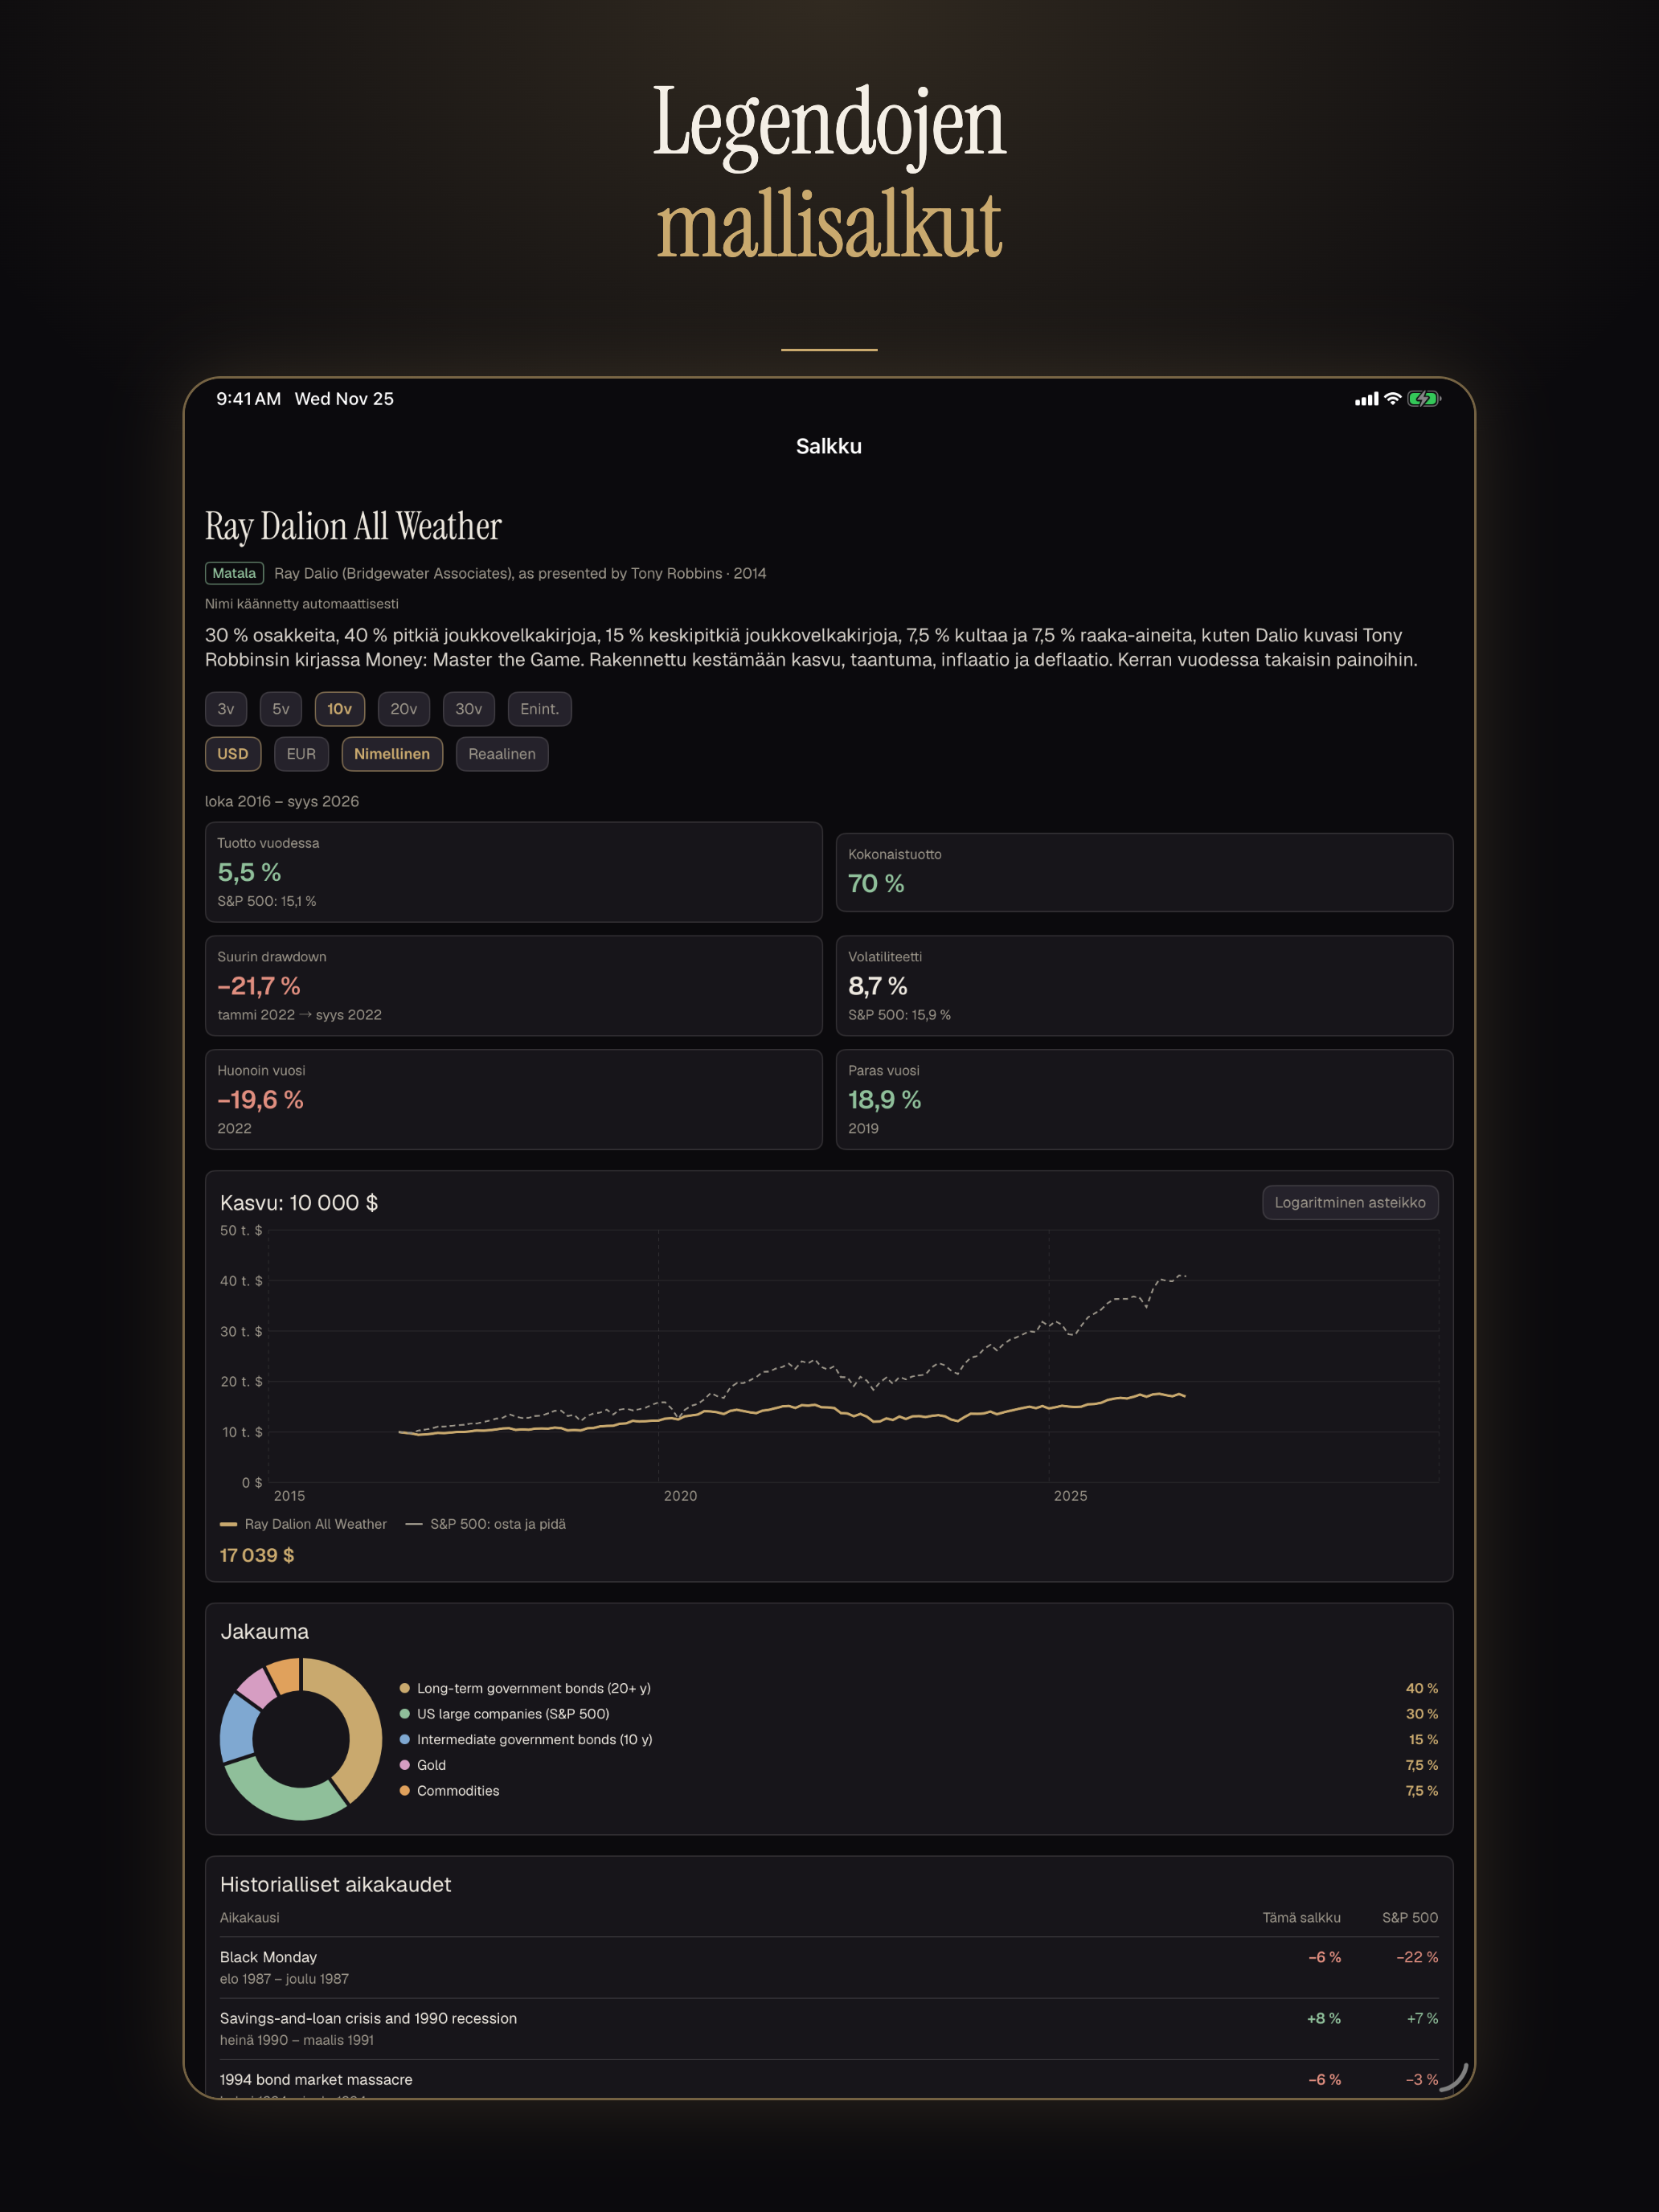 Legendojen
mallisalkut
9:41 AM Wed Nov 25
Salkku
Ray Dalion All Weather
Matala Ray Dalio (Bridgewater Associates), as presented by Tony Robbins · 2014
Nimi käännetty automaattisesti
30 % osakkeita, 40 % pitkiä joukkovelkakirjoja, 15 % keskipitkiä joukkovelkakirjoja, 7,5 % kultaa ja 7,5 % raaka-aineita, kuten Dalio kuvasi Tony
Robbinsin kirjassa Money: Master the Game. Rakennettu kestämään kasvu, taantuma, inflaatio ja deflaatio. Kerran vuodessa takaisin painoihin.
3v 5v 10v 20v 30v Enint.
USD EUR Nimellinen Reaalinen
loka 2016 – syys 2026
Tuotto vuodessa
5,5 %
S&P 500: 15,1 %
Kokonaistuotto
70 %
Suurin drawdown
−21,7 %
tammi 2022 → syys 2022
Volatiliteetti
8,7 %
S&P 500: 15,9 %
Huonoin vuosi
−19,6 %
2022
Paras vuosi
18,9 %
2019
Kasvu: 10 000 $
Logaritminen asteikko
50 t. $
40 t. $
30 t. $
20 t. $
10 t. $
0 $
2015 2020 2025
Ray Dalion All Weather S&P 500: osta ja pidä
17 039 $
Jakauma
Long-term government bonds (20+ y) 40 %
US large companies (S&P 500) 30 %
Intermediate government bonds (10 y) 15 %
Gold 7,5 %
Commodities 7,5 %
Historialliset aikakaudet
Aikakausi Tämä salkku S&P 500
Black Monday −6 % −22 %
elo 1987 – joulu 1987
Savings-and-loan crisis and 1990 recession +8 % +7 %
heinä 1990 – maalis 1991
1994 bond market massacre −6 % −3 %